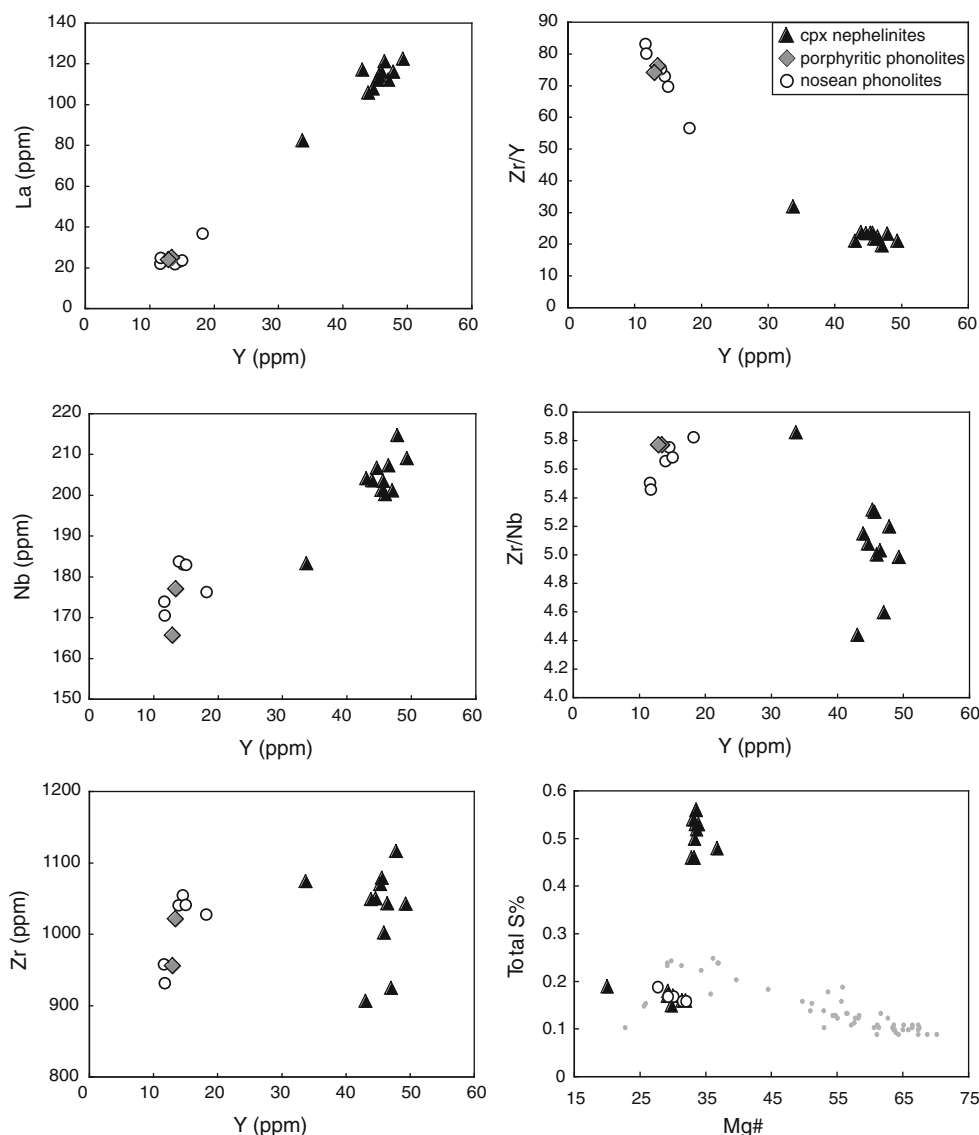 140
120
100
80
60
40
20
0
La (ppm)
0 10 20 30 40 50 60
Y (ppm)
90
80
70
60
50
40
30
20
10
0
Zr/Y
cpx nephelinites
porphyritic phonolites
nosean phonolites
0 10 20 30 40 50 60
Y (ppm)
220
210
200
190
180
170
160
150
Nb (ppm)
0 10 20 30 40 50 60
Y (ppm)
6.0
5.8
5.6
5.4
5.2
5.0
4.8
4.6
4.4
4.2
4.0
Zr/Nb
0 10 20 30 40 50 60
Y (ppm)
1200
1100
1000
900
800
Zr (ppm)
0 10 20 30 40 50 60
Y (ppm)
0.6
0.5
0.4
0.3
0.2
0.1
0
Total S%
15 25 35 45 55 65 75
Mg#